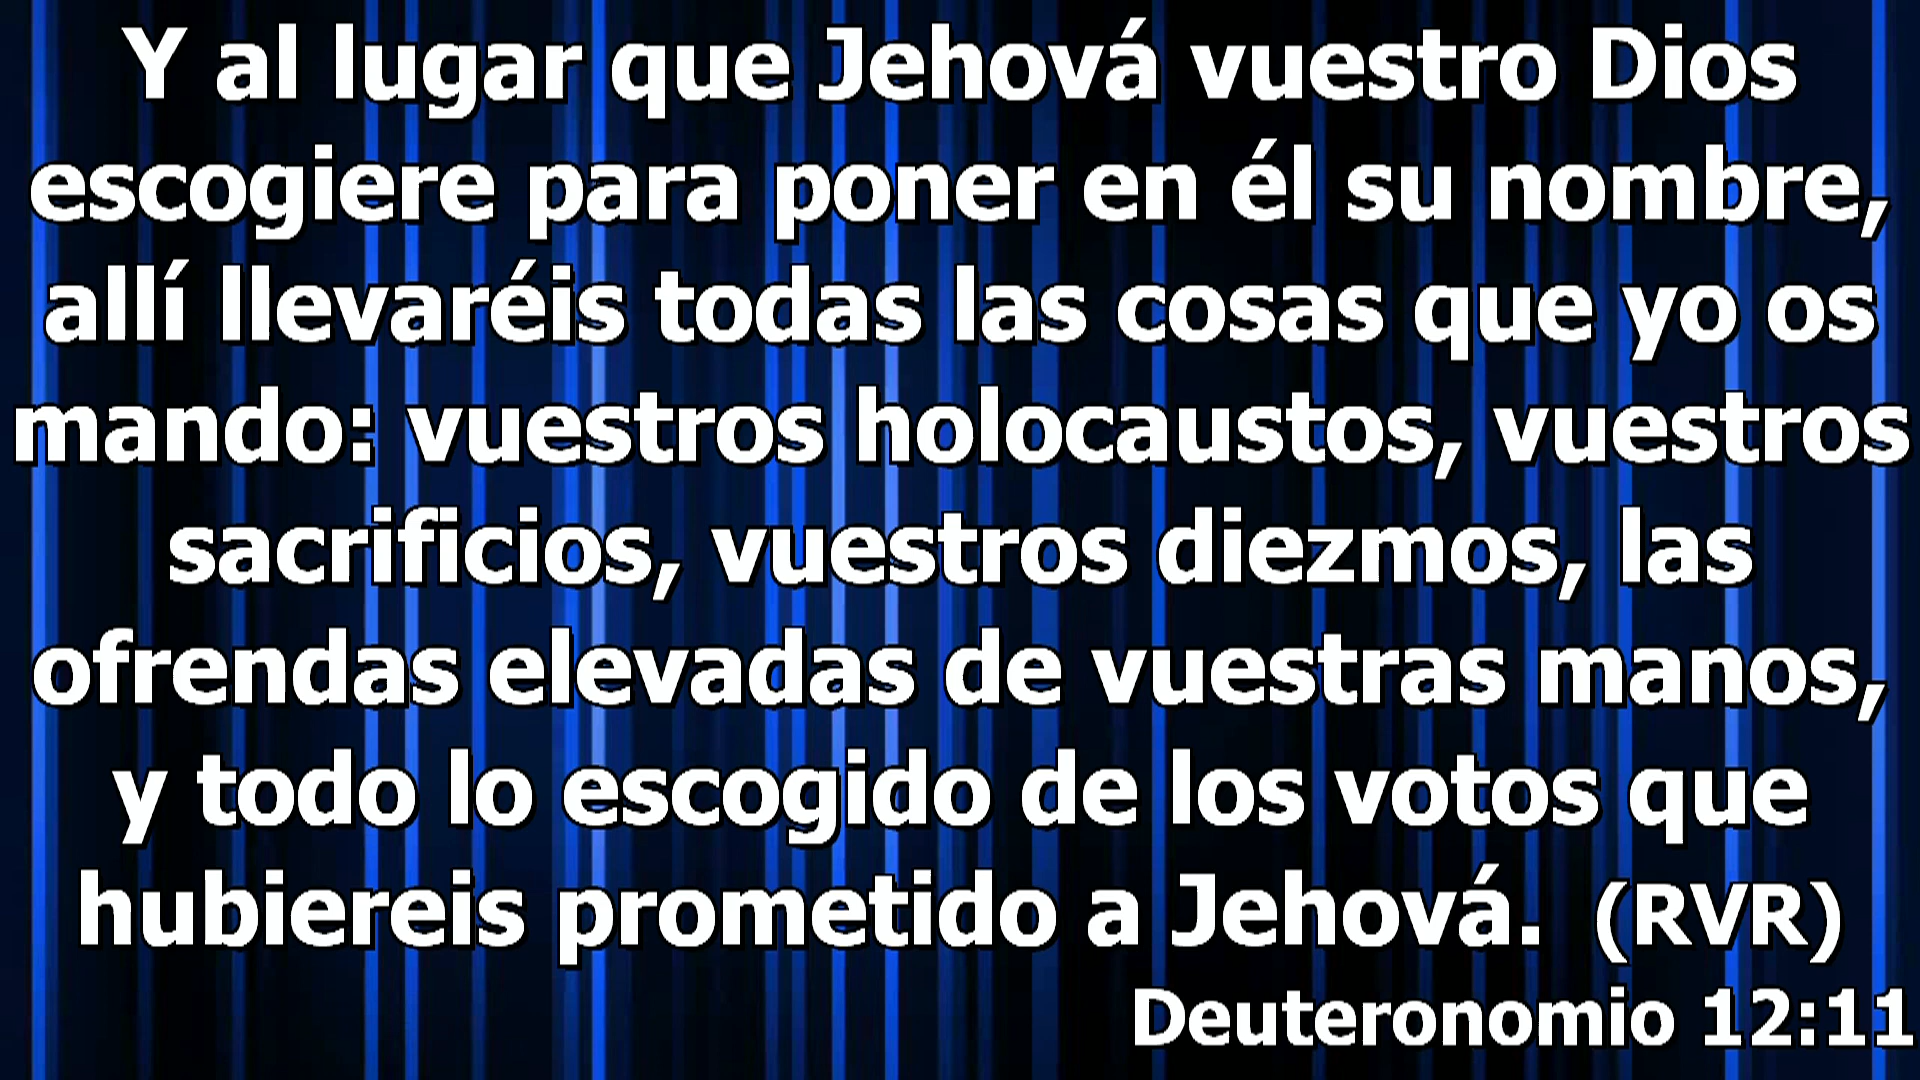 Y al lugar que Jehová vuestro Dios
escogiere para poner en él su nombre,
allí llevaréis todas las cosas que yo os
mando: vuestros holocaustos, vuestros
sacrificios, vuestros diezmos, las
ofrendas elevadas de vuestras manos,
y todo lo escogido de los votos que
hubiereis prometido a Jehová.  (RVR)
Deuteronomio 12:11